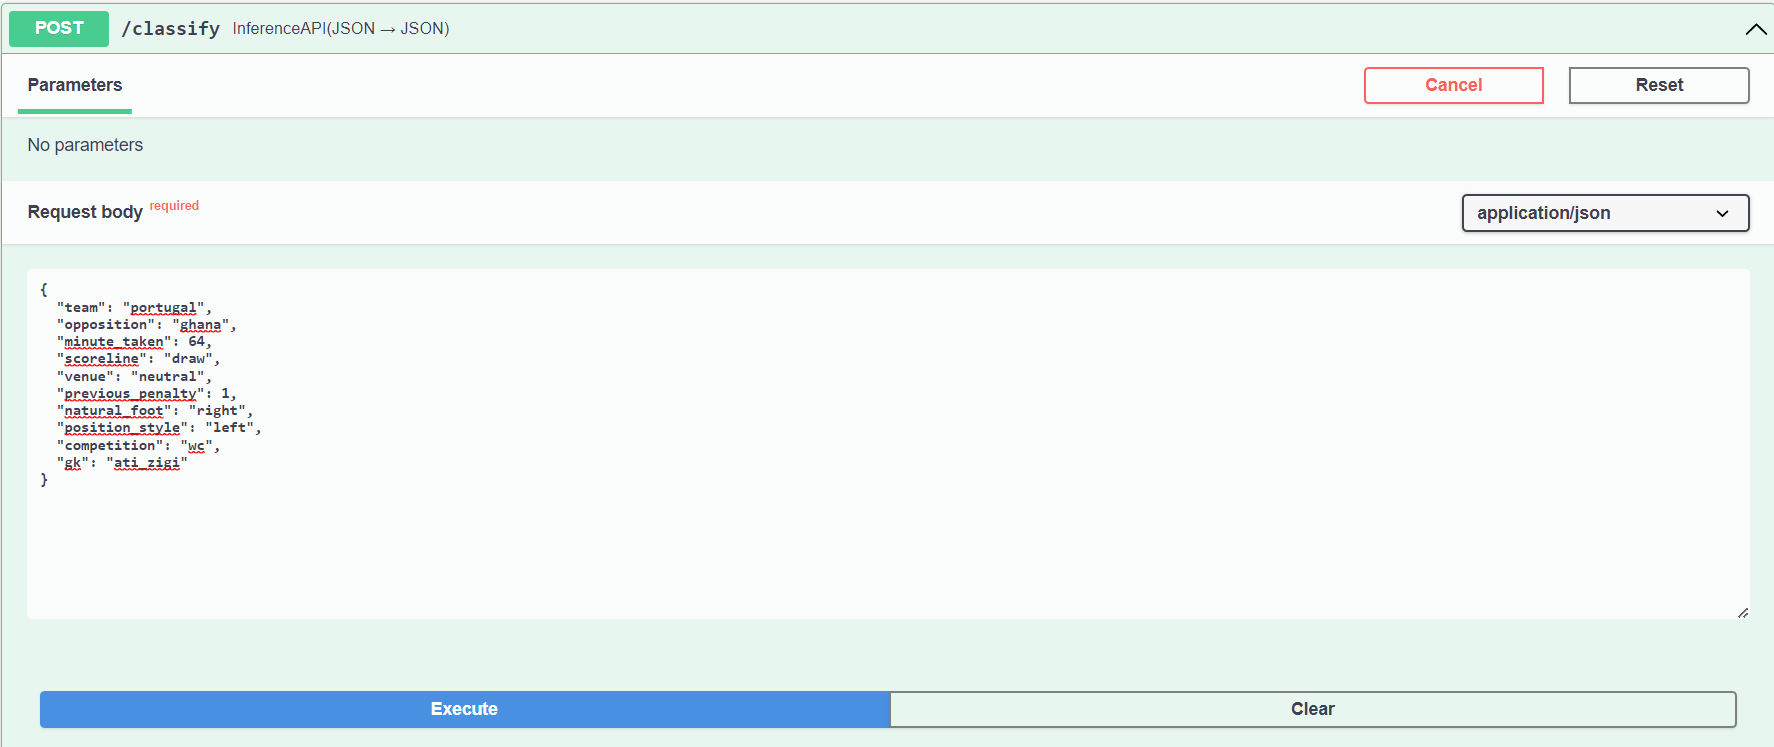 POST /classify InferenceAPI(JSON → JSON)
Parameters
Cancel
Reset
No parameters
Request body required
application/json
{
  "team": "portugal",
  "opposition": "ghana",
  "minute_taken": 64,
  "scoreline": "draw",
  "venue": "neutral",
  "previous_penalty": 1,
  "natural_foot": "right",
  "position_style": "left",
  "competition": "wc",
  "gk": "ati_zigi"
}
Execute
Clear